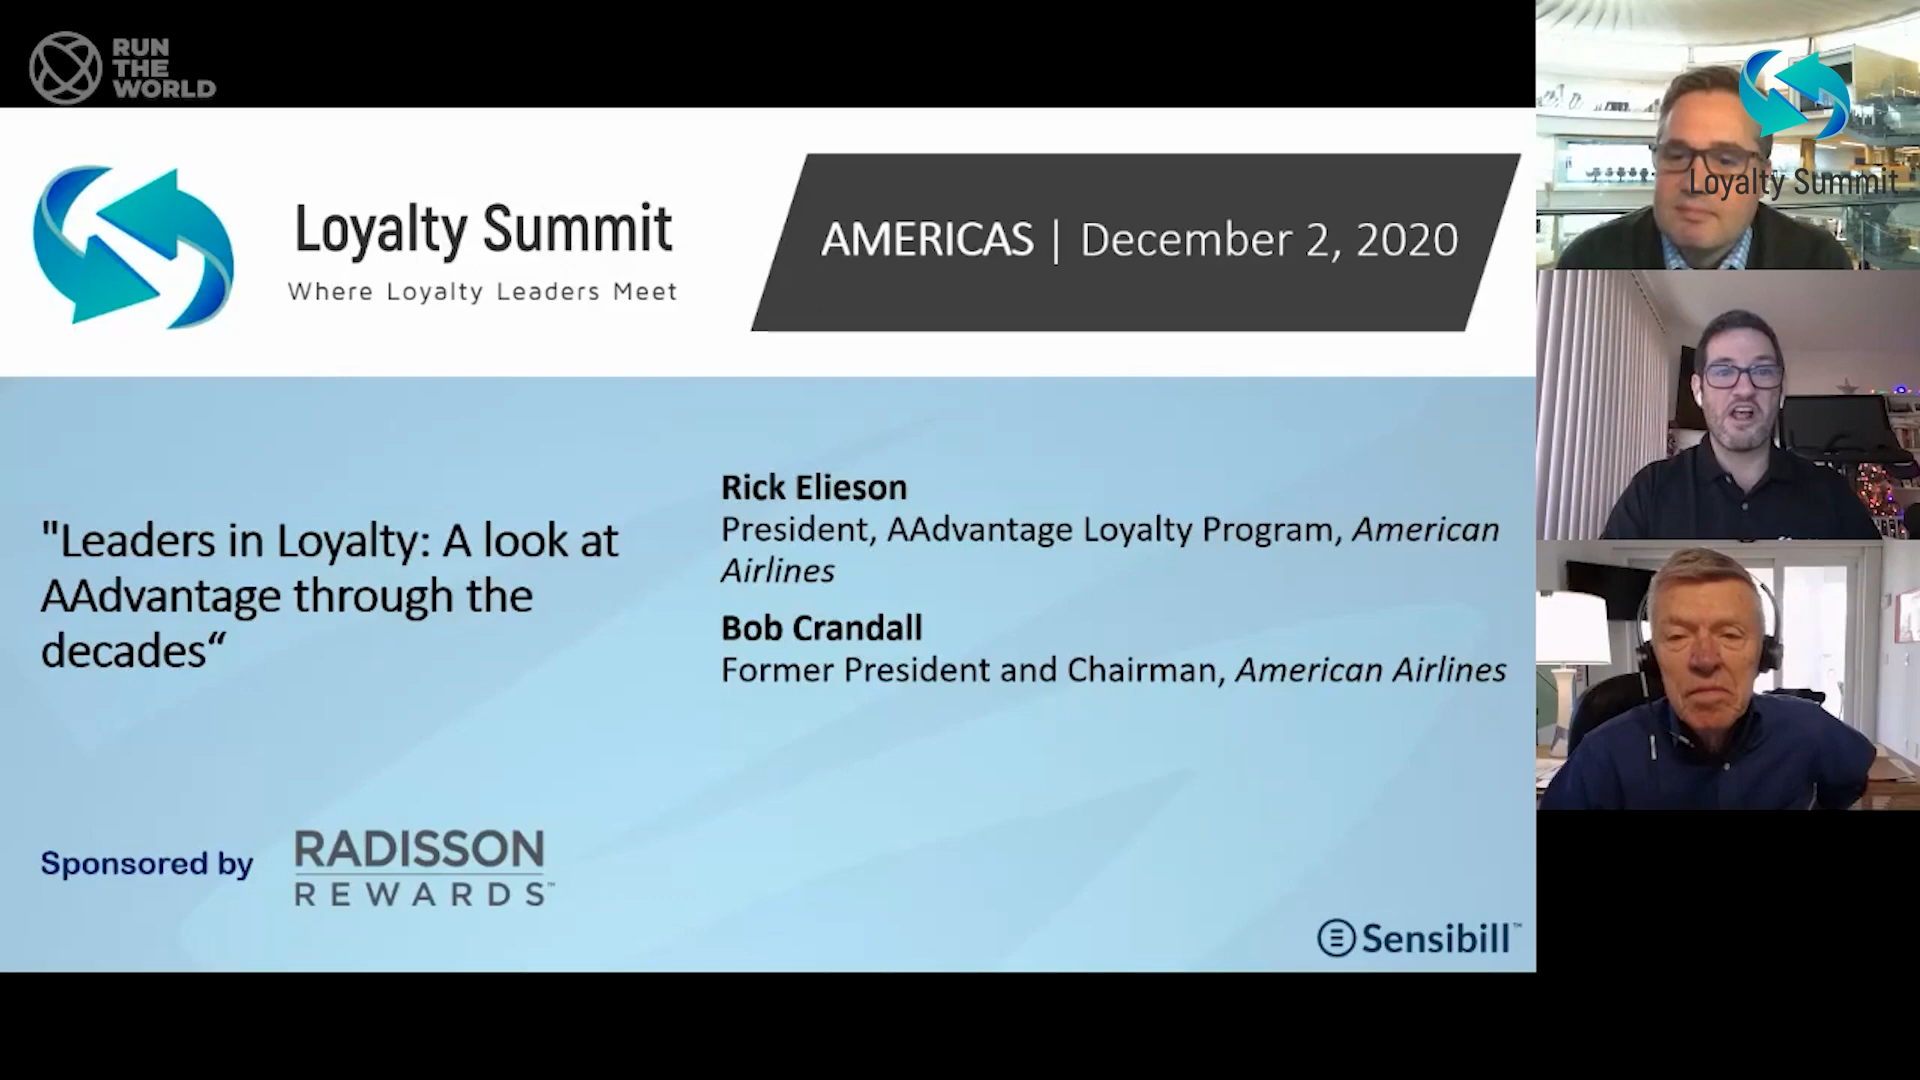 RUN
THE
WORLD
Loyalty Summit
Where Loyalty Leaders Meet
AMERICAS | December 2, 2020
Loyalty Summit
"Leaders in Loyalty: A look at
AAdvantage through the
decades“
Rick Elieson
President, AAdvantage Loyalty Program, American
Airlines
Bob Crandall
Former President and Chairman, American Airlines
Sponsored by
RADISSON
REWARDS™
Sensibill™